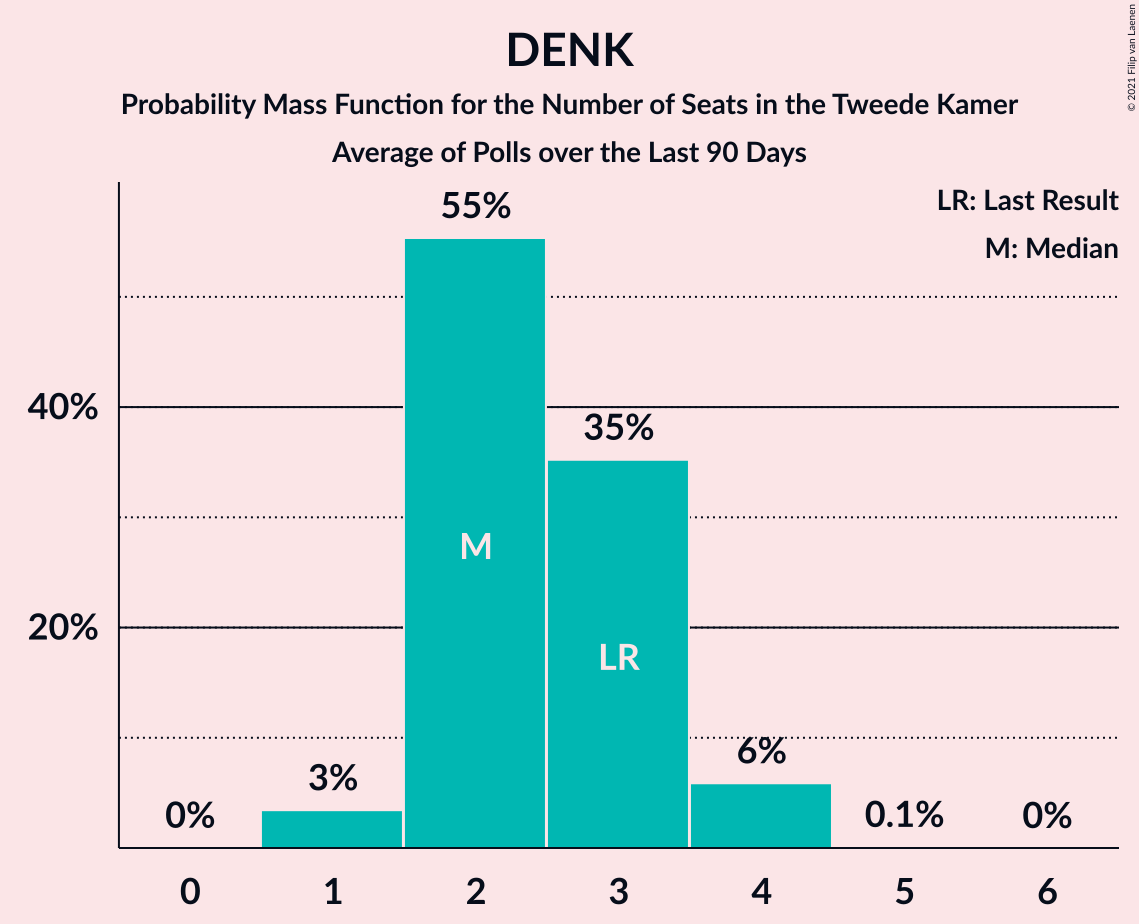 DENK
Probability Mass Function for the Number of Seats in the Tweede Kamer
Average of Polls over the Last 90 Days
© 2021 Filip van Laenen
LR: Last Result
M: Median
55%
40%
35%
M
20%
LR
6%
3%
0%
0.1%
0%
0 1 2 3 4 5 6